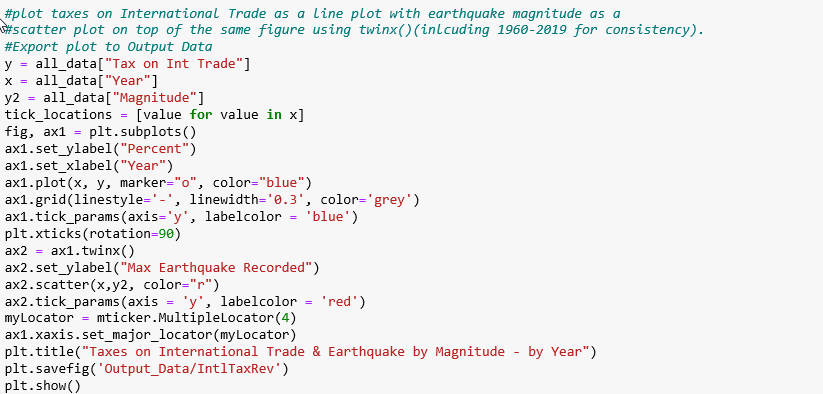 #plot taxes on International Trade as a line plot with earthquake magnitude as a
#scatter plot on top of the same figure using twinx()(inlcuding 1960-2019 for consistency).
#Export plot to Output Data
y = all_data["Tax on Int Trade"]
x = all_data["Year"]
y2 = all_data["Magnitude"]
tick_locations = [value for value in x]
fig, ax1 = plt.subplots()
ax1.set_ylabel("Percent")
ax1.set_xlabel("Year")
ax1.plot(x, y, marker="o", color="blue")
ax1.grid(linestyle='-', linewidth='0.3', color='grey')
ax1.tick_params(axis='y', labelcolor = 'blue')
plt.xticks(rotation=90)
ax2 = ax1.twinx()
ax2.set_ylabel("Max Earthquake Recorded")
ax2.scatter(x,y2, color="r")
ax2.tick_params(axis = 'y', labelcolor = 'red')
myLocator = mticker.MultipleLocator(4)
ax1.xaxis.set_major_locator(myLocator)
plt.title("Taxes on International Trade & Earthquake by Magnitude - by Year")
plt.savefig('Output_Data/IntlTaxRev')
plt.show()